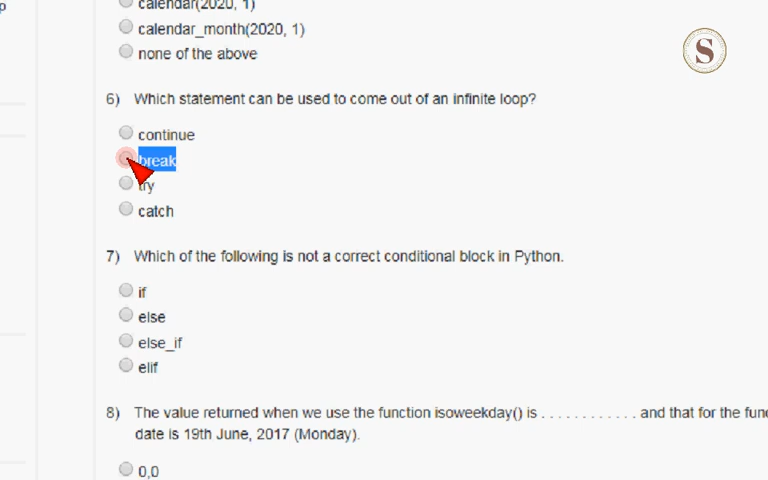 p
calendar(2020, 1)
calendar_month(2020, 1)
none of the above
S
6) Which statement can be used to come out of an infinite loop?
continue
break
try
catch
7) Which of the following is not a correct conditional block in Python.
if
else
else_if
elif
8) The value returned when we use the function isoweekday() is . . . . . . . . . . . . and that for the fun
date is 19th June, 2017 (Monday).
0,0